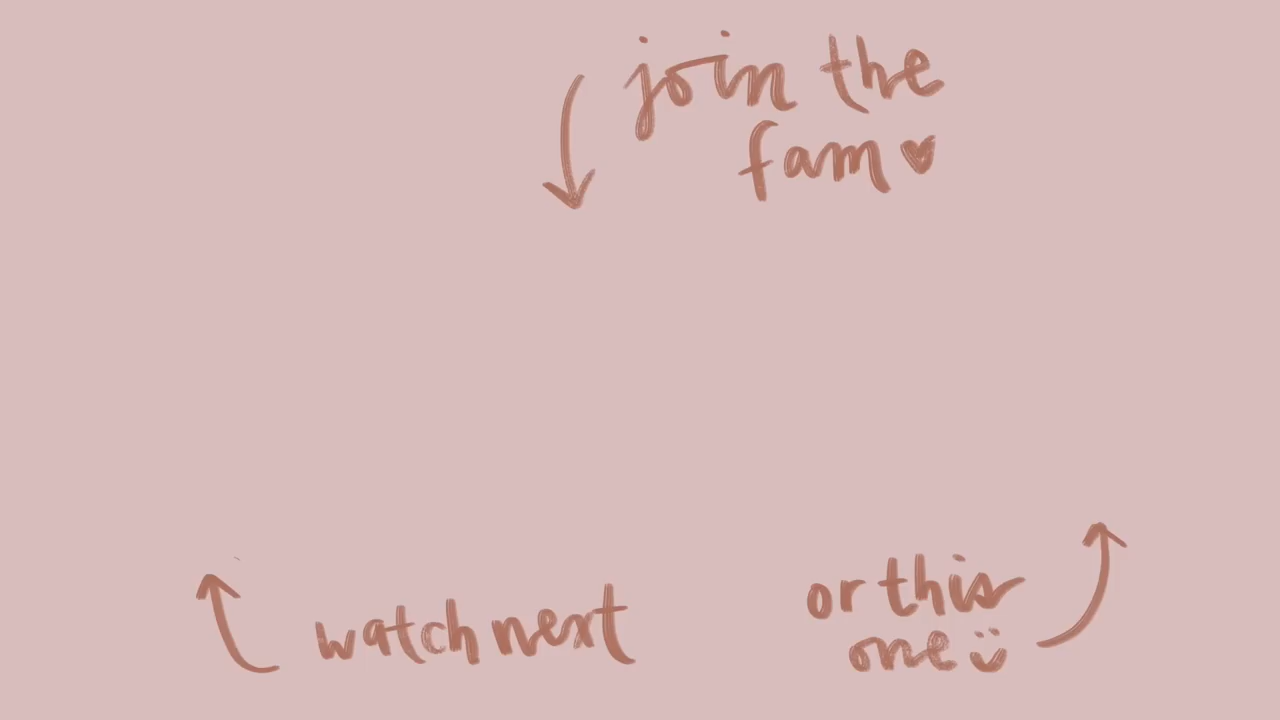 join the
fam
watch next
or this
one